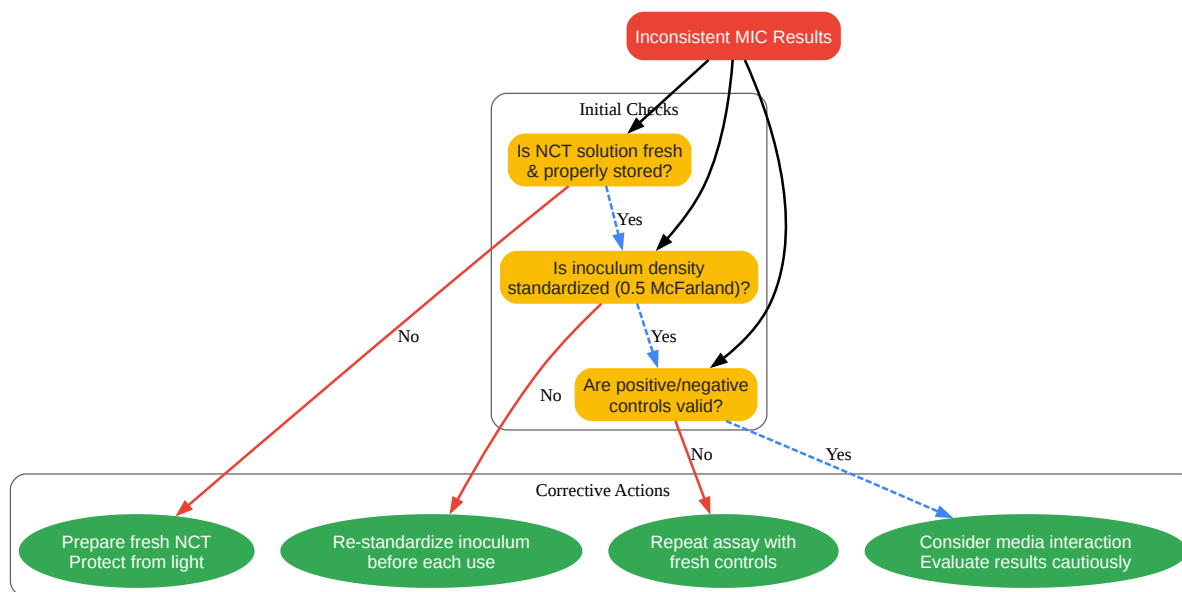 Inconsistent MIC Results
Initial Checks
Is NCT solution fresh
& properly stored?
Yes
Is inoculum density
standardized (0.5 McFarland)?
No
Yes
Are positive/negative
controls valid?
No
No
Yes
Corrective Actions
Prepare fresh NCT
Protect from light
Re-standardize inoculum
before each use
Repeat assay with
fresh controls
Consider media interaction
Evaluate results cautiously